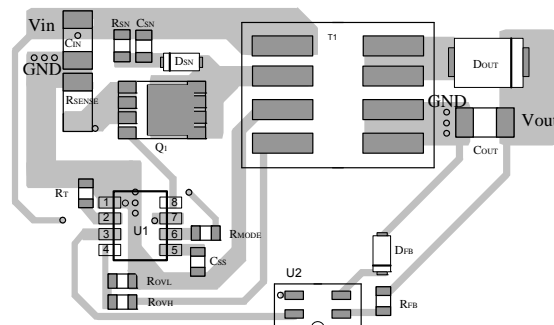 Vin
RSN
CSN
T1
CIN
GND
DSN
DOUT
RSENSE
GND
Vout
Q1
COUT
RT
1
8
2
7
U1
3
6
RMODE
4
5
CSS
DFB
ROVL
U2
ROVH
RFB